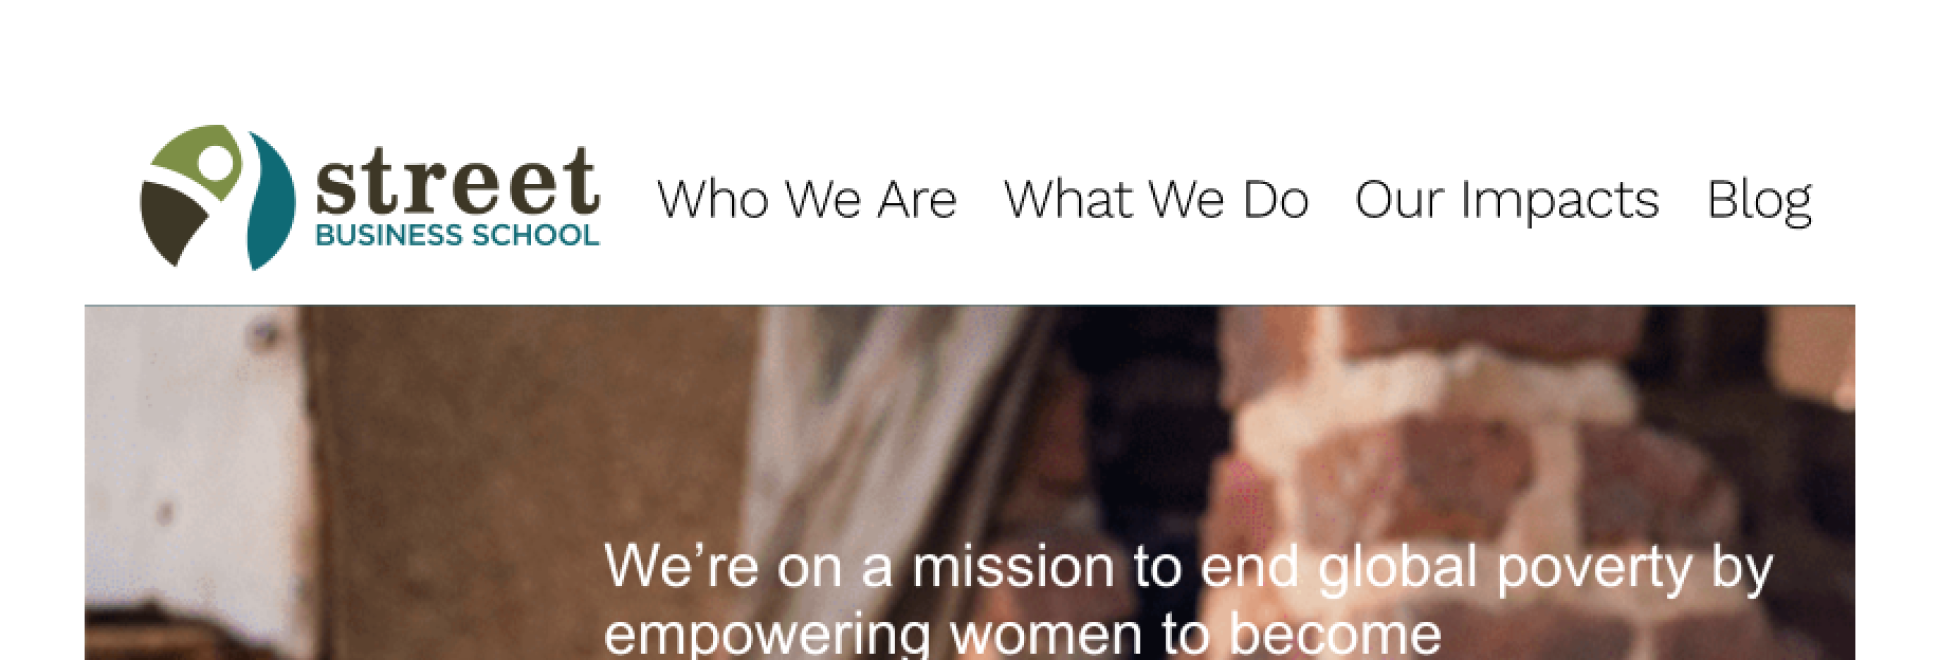 street
BUSINESS SCHOOL
Who We Are What We Do Our Impacts Blog
We’re on a mission to end global poverty by
empowering women to become